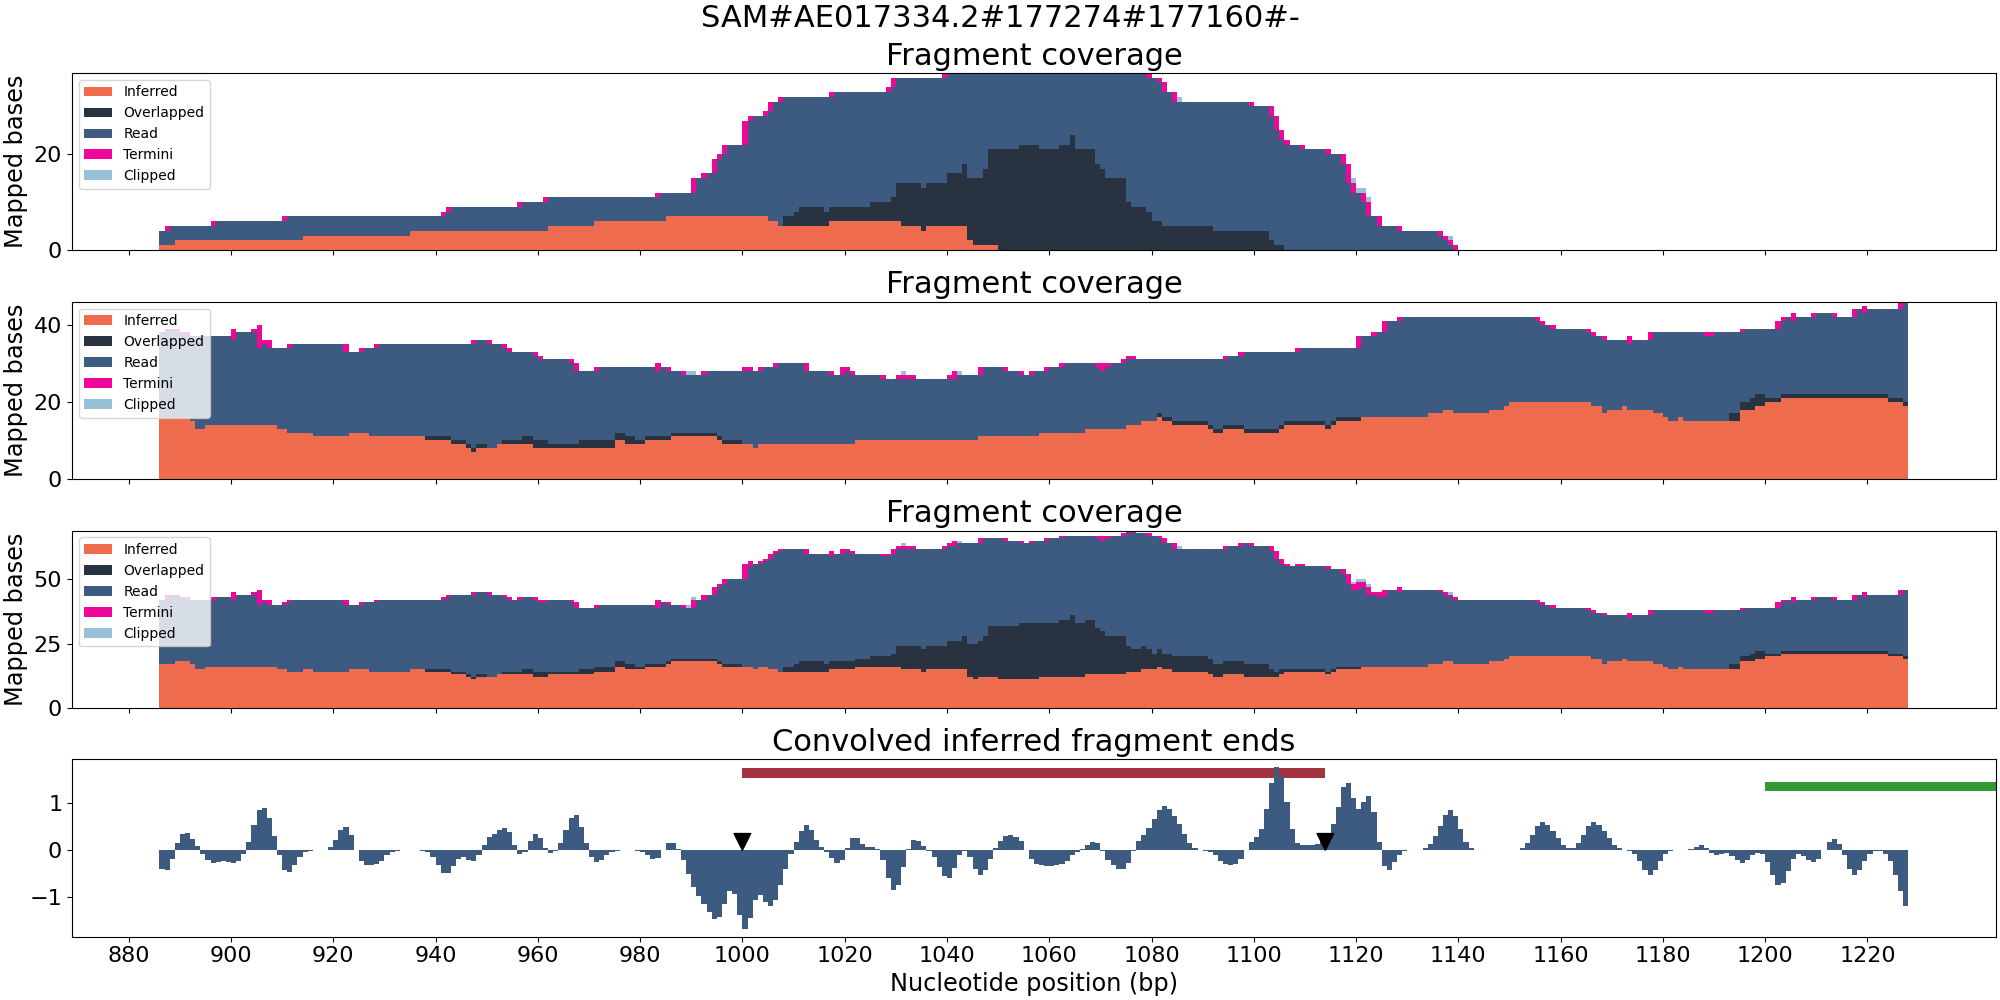 SAM#AE017334.2#177274#177160#-
Fragment coverage
Mapped bases
20
0
Inferred
Overlapped
Read
Termini
Clipped
Fragment coverage
Mapped bases
40
20
0
Inferred
Overlapped
Read
Termini
Clipped
Fragment coverage
Mapped bases
50
25
0
Inferred
Overlapped
Read
Termini
Clipped
Convolved inferred fragment ends
1
0
−1
880 900 920 940 960 980 1000 1020 1040 1060 1080 1100 1120 1140 1160 1180 1200 1220
Nucleotide position (bp)